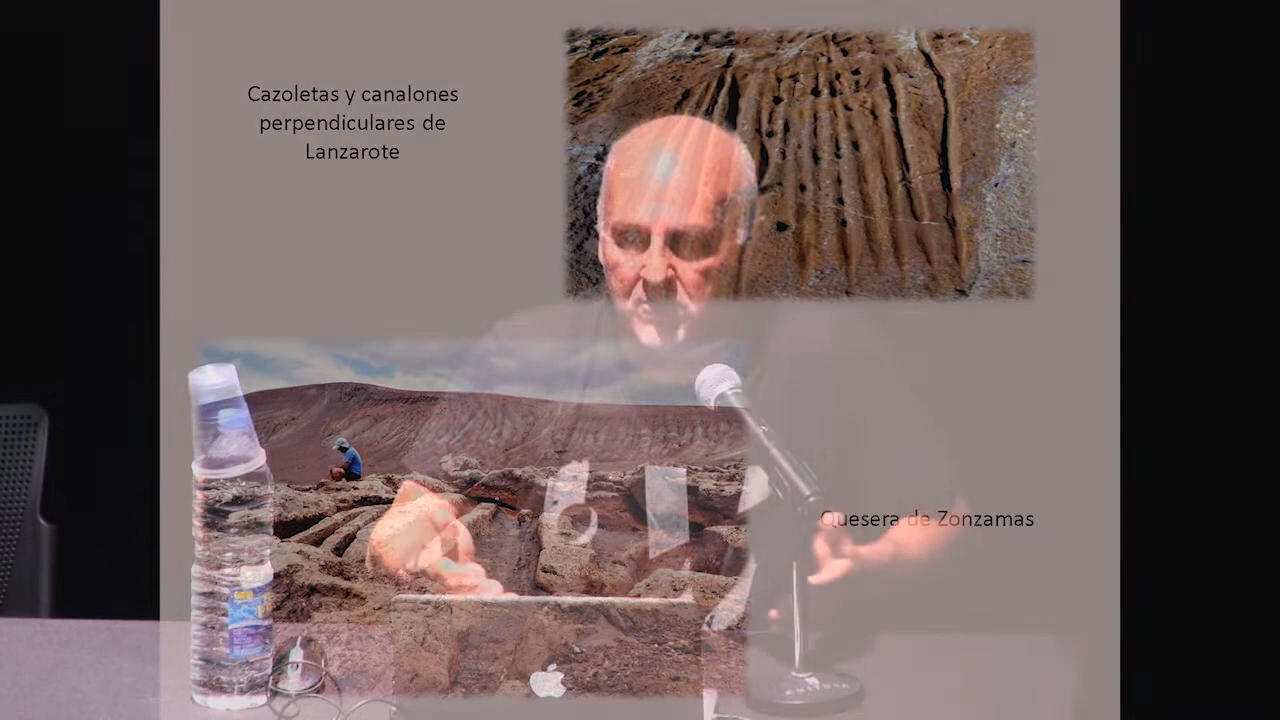 Cazoletas y canalones
perpendiculares de
Lanzarote
Quesera de Zonzamas